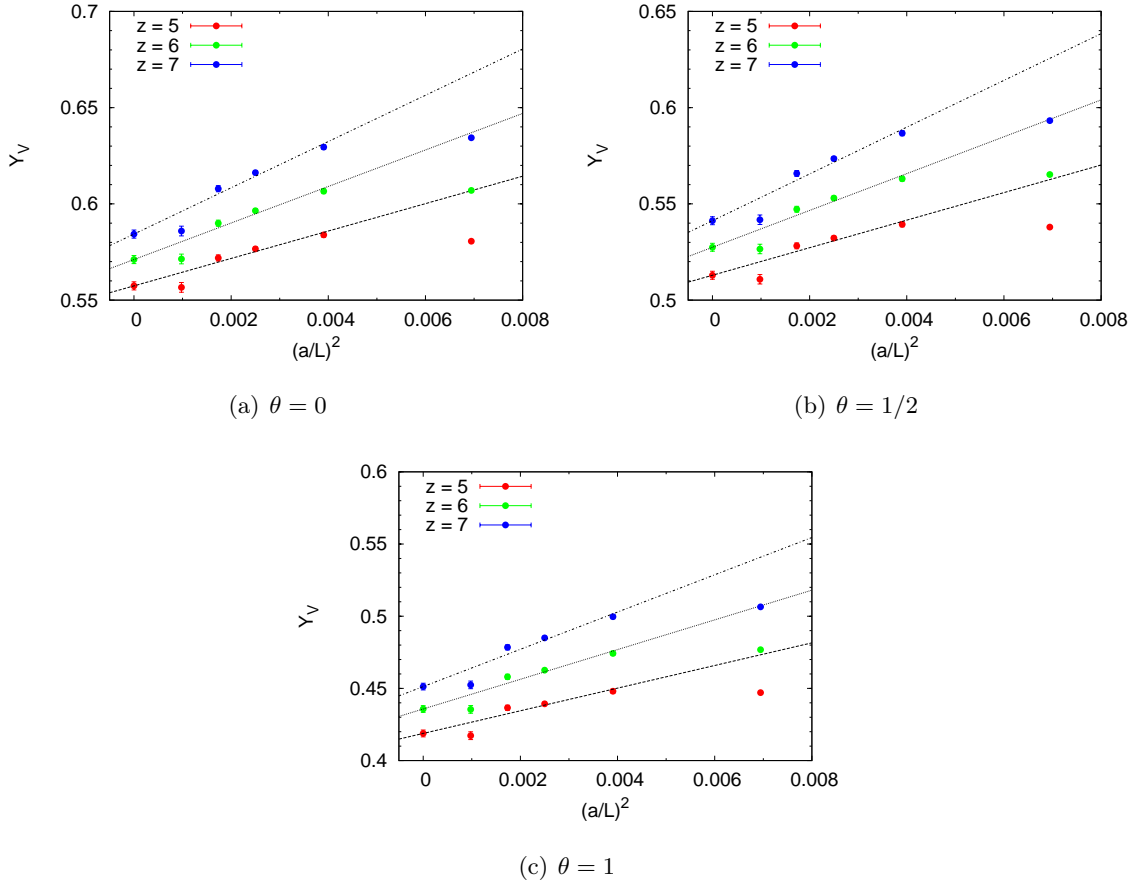 0.7
0.65
0.6
0.55
Y_V
z = 5
z = 6
z = 7
0 0.002 0.004 0.006 0.008
(a/L)^2
(a) θ = 0
0.65
0.6
0.55
0.5
Y_V
z = 5
z = 6
z = 7
0 0.002 0.004 0.006 0.008
(a/L)^2
(b) θ = 1/2
0.6
0.55
0.5
0.45
0.4
Y_V
z = 5
z = 6
z = 7
0 0.002 0.004 0.006 0.008
(a/L)^2
(c) θ = 1